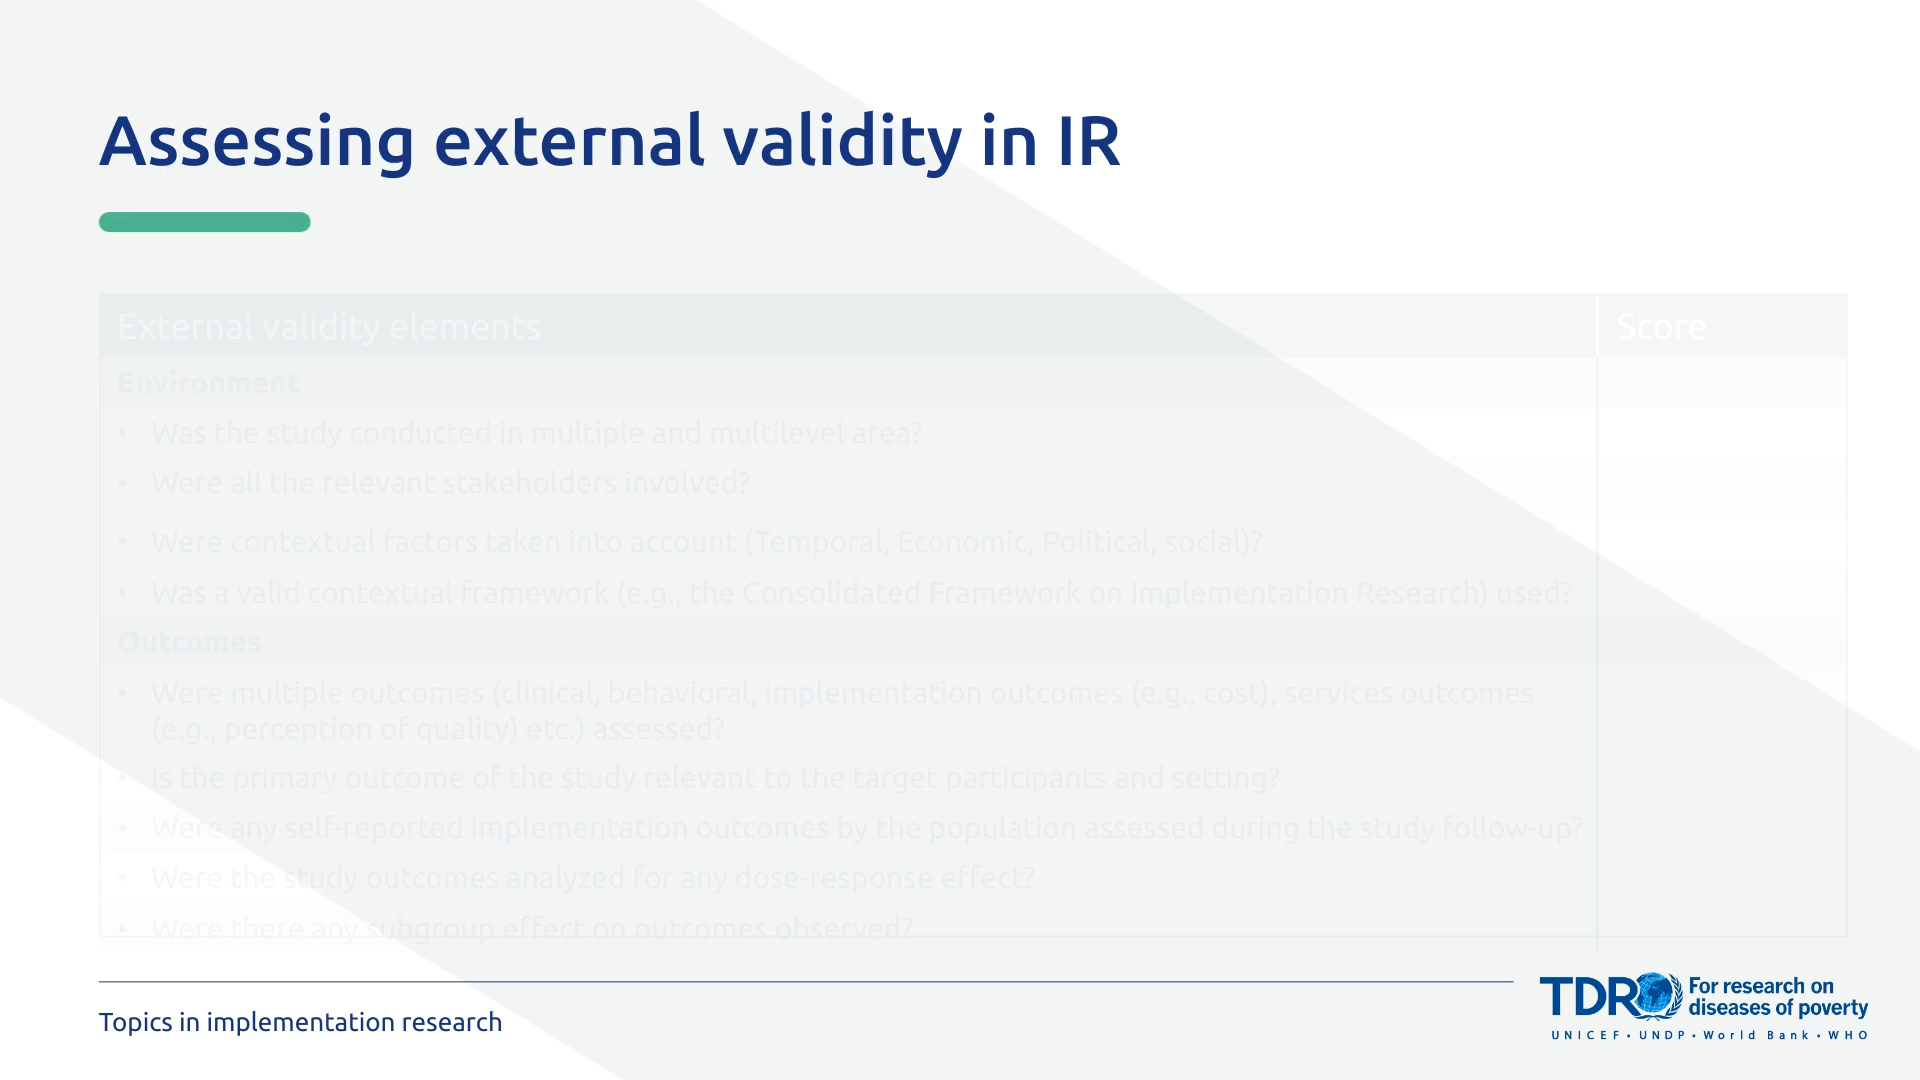 Assessing external validity in IR
External validity elements
Score
Environment
• Was the study conducted in multiple and multilevel area?
• Were all the relevant stakeholders involved?
• Were contextual factors taken into account (Temporal, Economic, Political, social)?
• Was a valid contextual framework (e.g., the Consolidated Framework on Implementation Research) used?
Outcomes
• Were multiple outcomes (clinical, behavioral, implementation outcomes (e.g., cost), services outcomes
(e.g., perception of quality) etc.) assessed?
• Is the primary outcome of the study relevant to the target participants and setting?
• Were any self-reported implementation outcomes by the population assessed during the study follow-up?
• Were the study outcomes analyzed for any dose-response effect?
• Were there any subgroup effect on outcomes observed?
Topics in implementation research
TDR For research on
diseases of poverty
UNICEF • UNDP • World Bank • WHO